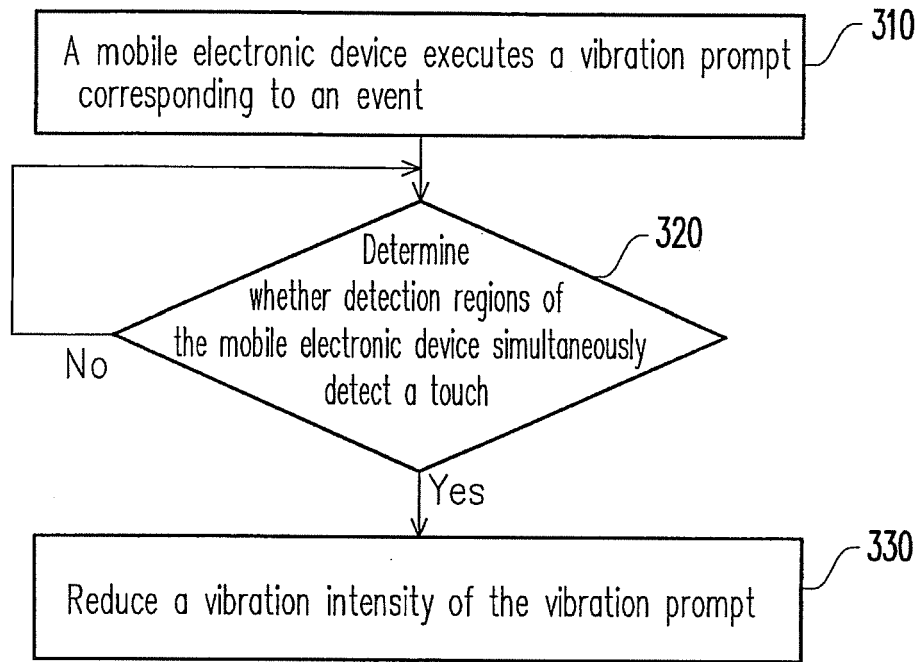 310
A mobile electronic device executes a vibration prompt
corresponding to an event
320
Determine
whether detection regions of
the mobile electronic device simultaneously
detect a touch
No
Yes
330
Reduce a vibration intensity of the vibration prompt